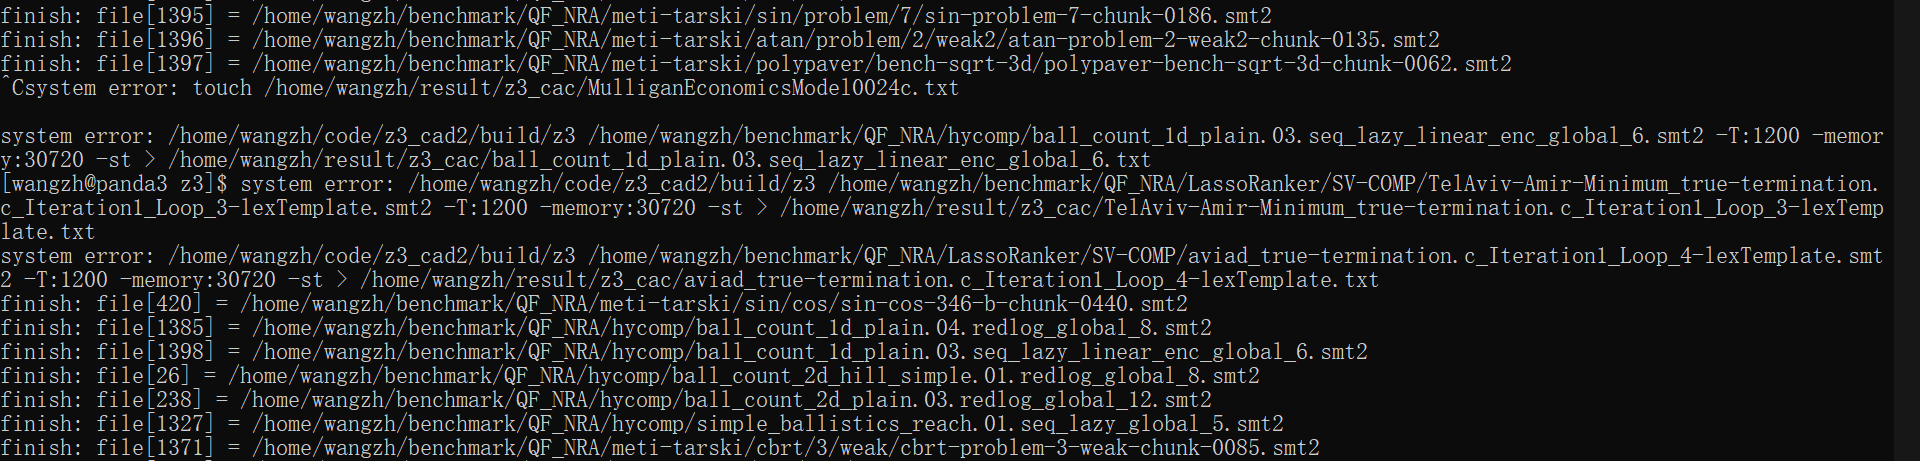 finish: file[1395] = /home/wangzh/benchmark/QF_NRA/meti-tarski/sin/problem/7/sin-problem-7-chunk-0186.smt2
finish: file[1396] = /home/wangzh/benchmark/QF_NRA/meti-tarski/atan/problem/2/weak2/atan-problem-2-weak2-chunk-0135.smt2
finish: file[1397] = /home/wangzh/benchmark/QF_NRA/meti-tarski/polypaver/bench-sqrt-3d/polypaver-bench-sqrt-3d-chunk-0062.smt2
^Csystem error: touch /home/wangzh/result/z3_cac/MulliganEconomicsModel0024c.txt
system error: /home/wangzh/code/z3_cad2/build/z3 /home/wangzh/benchmark/QF_NRA/hycomp/ball_count_1d_plain.03.seq_lazy_linear_enc_global_6.smt2 -T:1200 -memor
y:30720 -st > /home/wangzh/result/z3_cac/ball_count_1d_plain.03.seq_lazy_linear_enc_global_6.txt
[wangzh@panda3 z3]$ system error: /home/wangzh/code/z3_cad2/build/z3 /home/wangzh/benchmark/QF_NRA/LassoRanker/SV-COMP/TelAviv-Amir-Minimum_true-termination.
c_Iteration1_Loop_3-lexTemplate.smt2 -T:1200 -memory:30720 -st > /home/wangzh/result/z3_cac/TelAviv-Amir-Minimum_true-termination.c_Iteration1_Loop_3-lexTemp
late.txt
system error: /home/wangzh/code/z3_cad2/build/z3 /home/wangzh/benchmark/QF_NRA/LassoRanker/SV-COMP/aviad_true-termination.c_Iteration1_Loop_4-lexTemplate.smt
2 -T:1200 -memory:30720 -st > /home/wangzh/result/z3_cac/aviad_true-termination.c_Iteration1_Loop_4-lexTemplate.txt
finish: file[420] = /home/wangzh/benchmark/QF_NRA/meti-tarski/sin/cos/sin-cos-346-b-chunk-0440.smt2
finish: file[1385] = /home/wangzh/benchmark/QF_NRA/hycomp/ball_count_1d_plain.04.redlog_global_8.smt2
finish: file[1398] = /home/wangzh/benchmark/QF_NRA/hycomp/ball_count_1d_plain.03.seq_lazy_linear_enc_global_6.smt2
finish: file[26] = /home/wangzh/benchmark/QF_NRA/hycomp/ball_count_2d_hill_simple.01.redlog_global_8.smt2
finish: file[238] = /home/wangzh/benchmark/QF_NRA/hycomp/ball_count_2d_plain.03.redlog_global_12.smt2
finish: file[1327] = /home/wangzh/benchmark/QF_NRA/hycomp/simple_ballistics_reach.01.seq_lazy_global_5.smt2
finish: file[1371] = /home/wangzh/benchmark/QF_NRA/meti-tarski/cbrt/3/weak/cbrt-problem-3-weak-chunk-0085.smt2